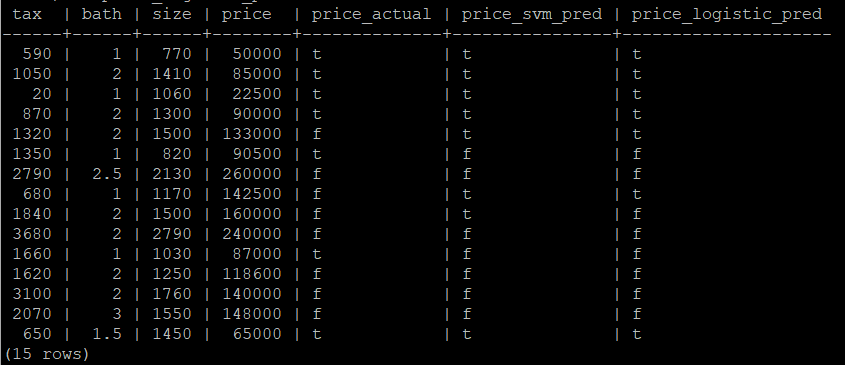 tax  | bath | size | price  | price_actual | price_svm_pred | price_logistic_pred
------+------+------+--------+--------------+----------------+---------------------
  590 |    1 |  770 |  50000 | t            | t              | t
 1050 |    2 | 1410 |  85000 | t            | t              | t
   20 |    1 | 1060 |  22500 | t            | t              | t
  870 |    2 | 1300 |  90000 | t            | t              | t
 1320 |    2 | 1500 | 133000 | f            | t              | t
 1350 |    1 |  820 |  90500 | t            | f              | f
 2790 |  2.5 | 2130 | 260000 | f            | f              | f
  680 |    1 | 1170 | 142500 | f            | t              | t
 1840 |    2 | 1500 | 160000 | f            | t              | f
 3680 |    2 | 2790 | 240000 | f            | f              | f
 1660 |    1 | 1030 |  87000 | t            | f              | f
 1620 |    2 | 1250 | 118600 | f            | f              | f
 3100 |    2 | 1760 | 140000 | f            | f              | f
 2070 |    3 | 1550 | 148000 | f            | f              | f
  650 |  1.5 | 1450 |  65000 | t            | t              | t
(15 rows)